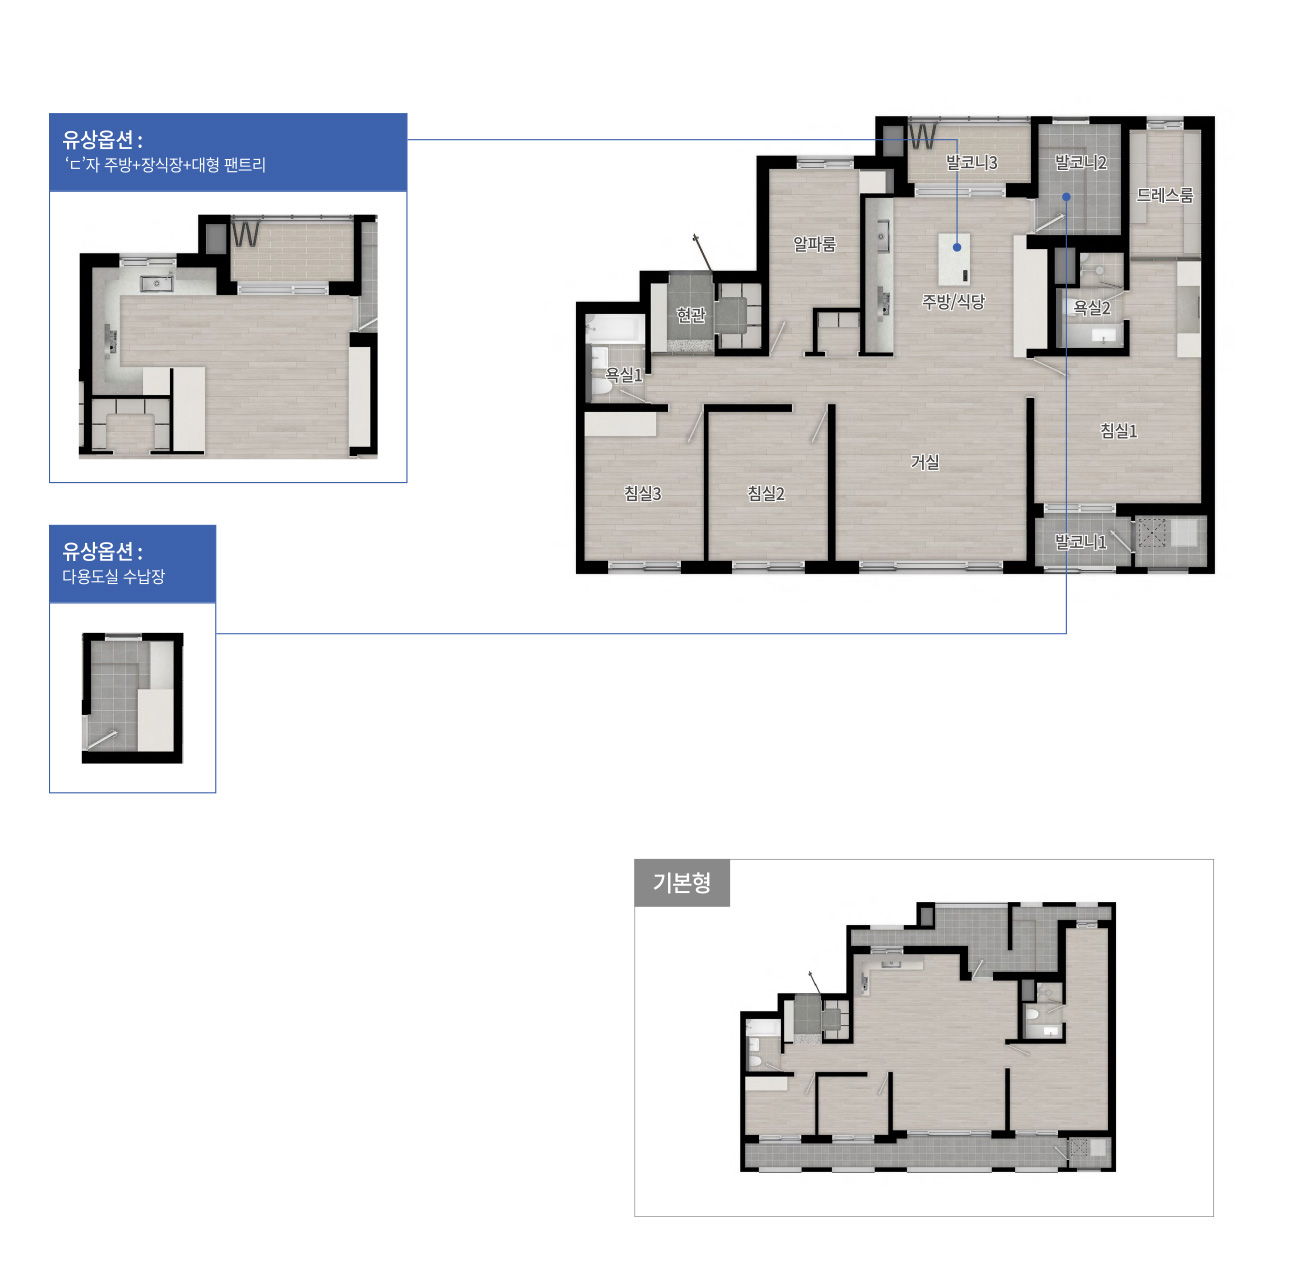 유상옵션 :
‘ㄷ’자 주방+장식장+대형 팬트리
발코니3
발코니2
드레스룸
알파룸
현관
주방/식당
욕실2
욕실1
침실1
거실
침실3
침실2
발코니1
유상옵션 :
다용도실 수납장
기본형